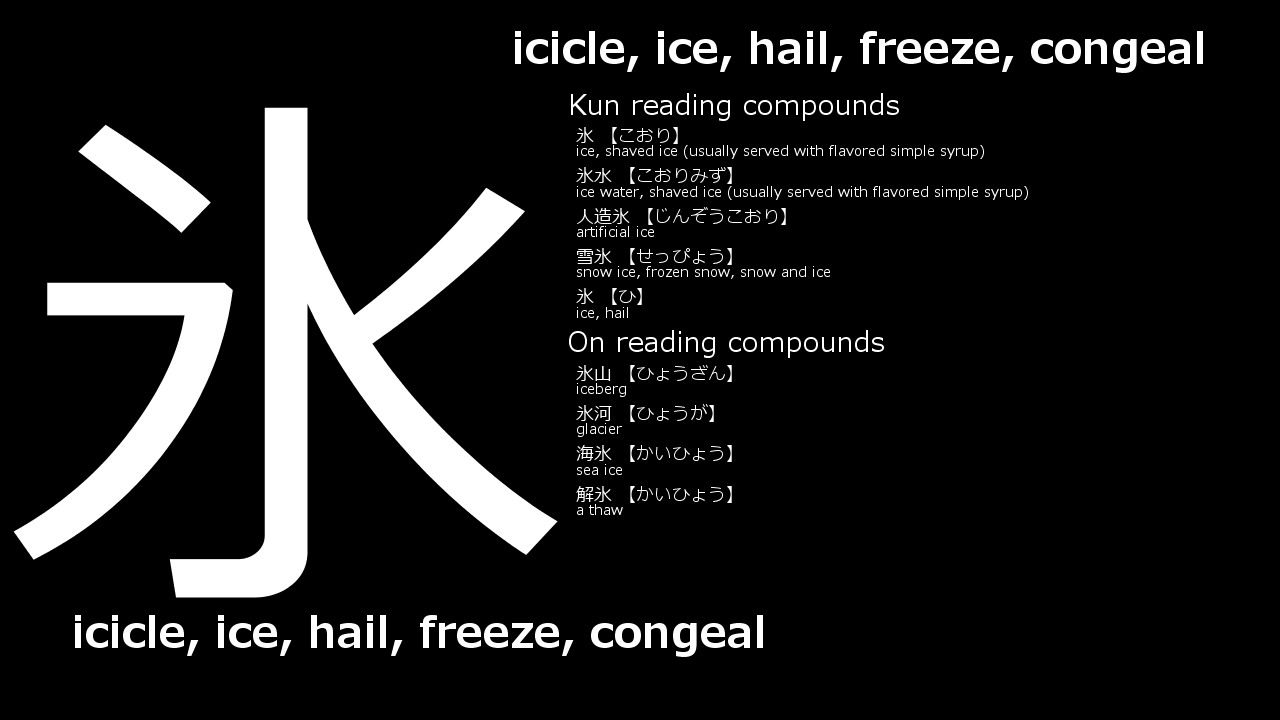 icicle, ice, hail, freeze, congeal
氷
Kun reading compounds
氷 【こおり】
ice, shaved ice (usually served with flavored simple syrup)
氷水 【こおりみず】
ice water, shaved ice (usually served with flavored simple syrup)
人造氷 【じんぞうこおり】
artificial ice
雪氷 【せっぴょう】
snow ice, frozen snow, snow and ice
氷 【ひ】
ice, hail
On reading compounds
氷山 【ひょうざん】
iceberg
氷河 【ひょうが】
glacier
海氷 【かいひょう】
sea ice
解氷 【かいひょう】
a thaw
icicle, ice, hail, freeze, congeal